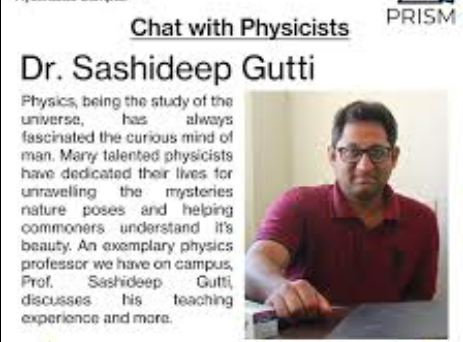 PRISM
Chat with Physicists
Dr. Sashideep Gutti
Physics, being the study of the
universe, has always
fascinated the curious mind of
man. Many talented physicists
have dedicated their lives for
unravelling the mysteries
nature poses and helping
commoners understand it's
beauty. An exemplary physics
professor we have on campus,
Prof. Sashideep Gutti,
discusses his teaching
experience and more.